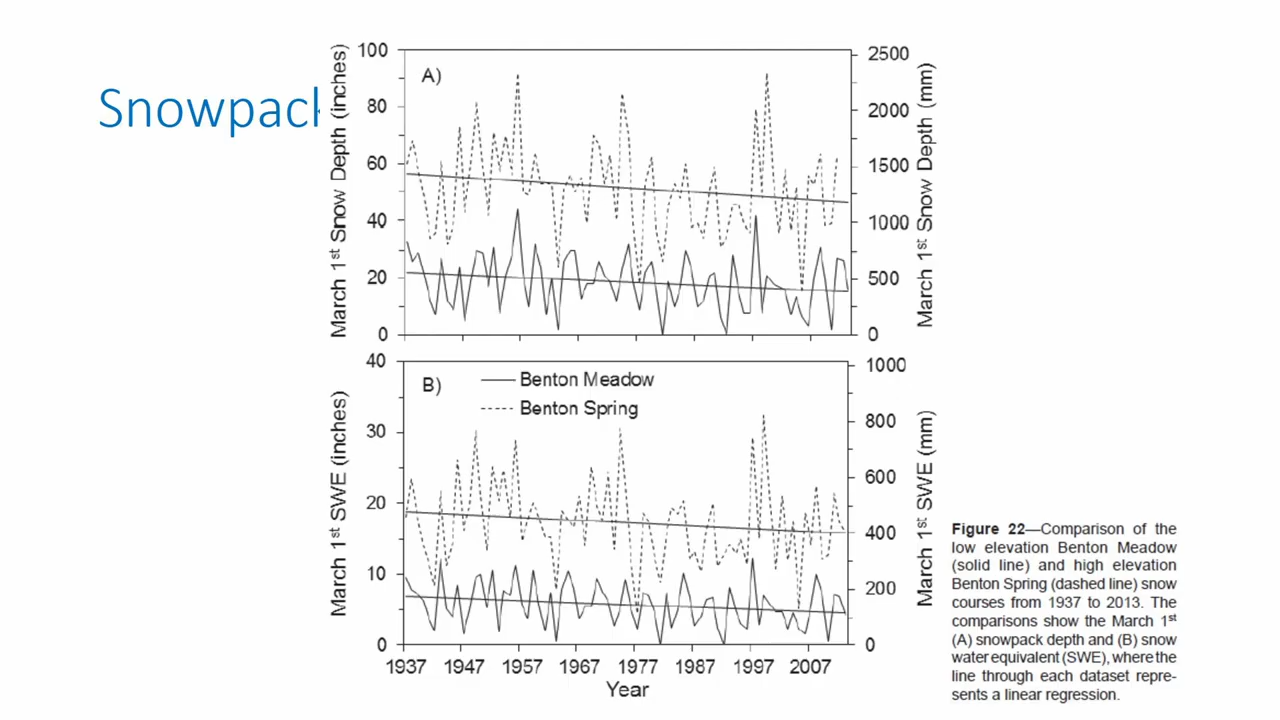 Snowpack
A)
March 1st Snow Depth (inches)
100
80
60
40
20
0
March 1st Snow Depth (mm)
2500
2000
1500
1000
500
0
B)
Benton Meadow
Benton Spring
March 1st SWE (inches)
40
30
20
10
0
March 1st SWE (mm)
1000
800
600
400
200
0
1937 1947 1957 1967 1977 1987 1997 2007
Year
Figure 22—Comparison of the
low elevation Benton Meadow
(solid line) and high elevation
Benton Spring (dashed line) snow
courses from 1937 to 2013. The
comparisons show the March 1st
(A) snowpack depth and (B) snow
water equivalent (SWE), where the
line through each dataset repre-
sents a linear regression.